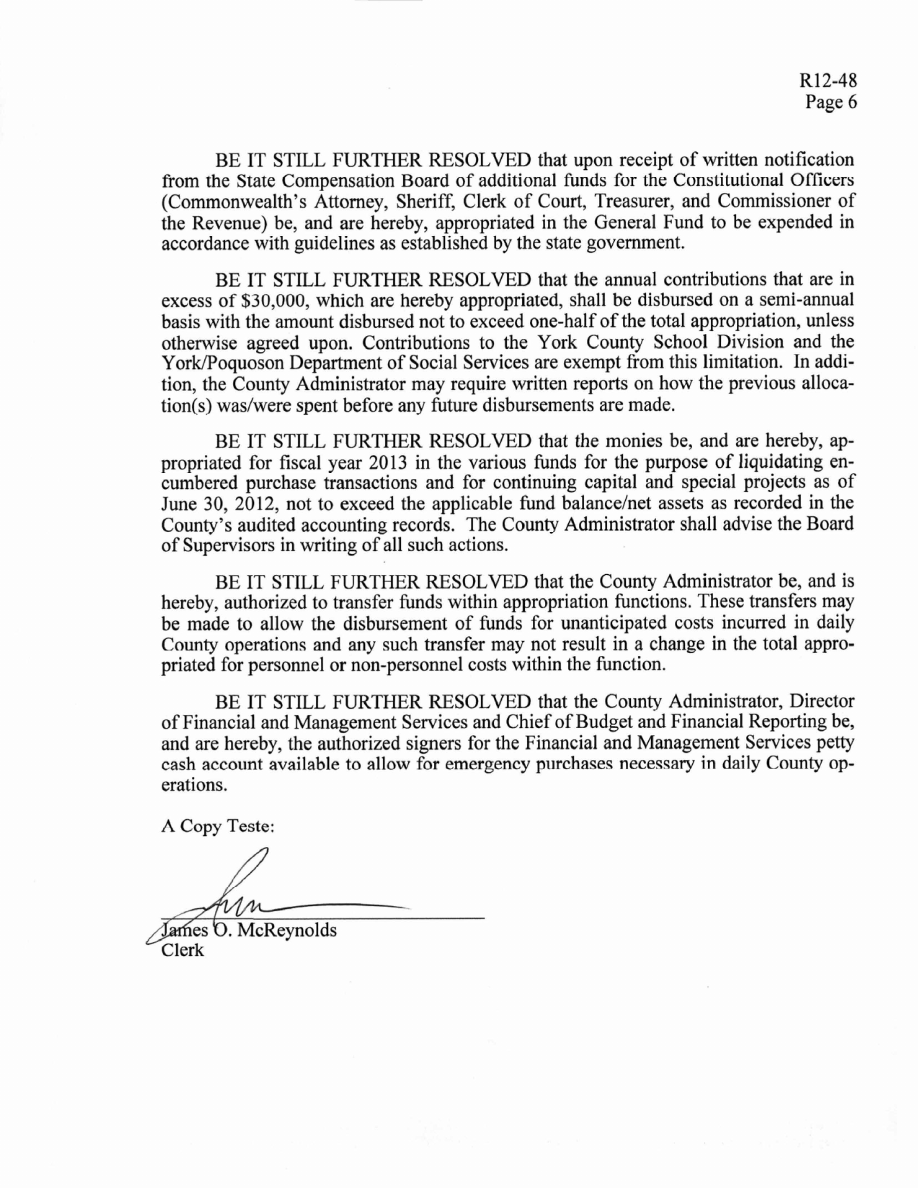 R12-48
Page 6
BE IT STILL FURTHER RESOLVED that upon receipt of written notification
from the State Compensation Board of additional funds for the Constitutional Officers
(Commonwealth's Attorney, Sheriff, Clerk of Court, Treasurer, and Commissioner of
the Revenue) be, and are hereby, appropriated in the General Fund to be expended in
accordance with guidelines as established by the state government.
BE IT STILL FURTHER RESOLVED that the annual contributions that are in
excess of $30,000, which are hereby appropriated, shall be disbursed on a semi-annual
basis with the amount disbursed not to exceed one-half of the total appropriation, unless
otherwise agreed upon. Contributions to the York County School Division and the
York/Poquoson Department of Social Services are exempt from this limitation. In addi-
tion, the County Administrator may require written reports on how the previous alloca-
tion(s) was/were spent before any future disbursements are made.
BE IT STILL FURTHER RESOLVED that the monies be, and are hereby, ap-
propriated for fiscal year 2013 in the various funds for the purpose of liquidating en-
cumbered purchase transactions and for continuing capital and special projects as of
June 30, 2012, not to exceed the applicable fund balance/net assets as recorded in the
County's audited accounting records. The County Administrator shall advise the Board
of Supervisors in writing of all such actions.
BE IT STILL FURTHER RESOLVED that the County Administrator be, and is
hereby, authorized to transfer funds within appropriation functions. These transfers may
be made to allow the disbursement of funds for unanticipated costs incurred in daily
County operations and any such transfer may not result in a change in the total appro-
priated for personnel or non-personnel costs within the function.
BE IT STILL FURTHER RESOLVED that the County Administrator, Director
of Financial and Management Services and Chief of Budget and Financial Reporting be,
and are hereby, the authorized signers for the Financial and Management Services petty
cash account available to allow for emergency purchases necessary in daily County op-
erations.
A Copy Teste:
James O. McReynolds
Clerk